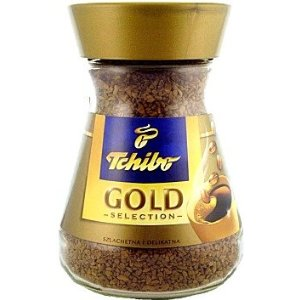 Tchibo
GOLD
SELECTION
SZLACHETNA I DELIKATNA